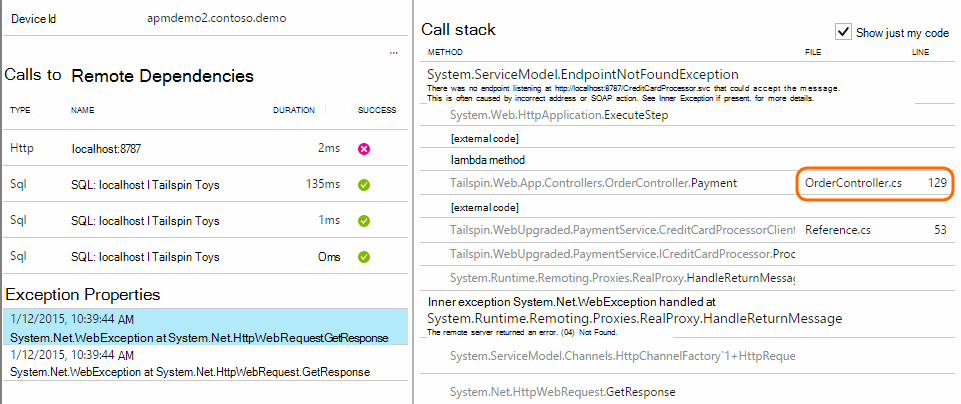 Device Id apmdemo2.contoso.demo
...
Calls to Remote Dependencies
TYPE NAME DURATION SUCCESS
Http localhost:8787 2ms
Sql SQL: localhost | Tailspin Toys 135ms
Sql SQL: localhost | Tailspin Toys 1ms
Sql SQL: localhost | Tailspin Toys 0ms
Exception Properties
1/12/2015, 10:39:44 AM
System.Net.WebException at System.Net.HttpWebRequestGetResponse
1/12/2015, 10:39:44 AM
System.Net.WebException at System.Net.HttpWebRequest.GetResponse
Call stack
Show just my code
METHOD FILE LINE
System.ServiceModel.EndpointNotFoundException
There was no endpoint listening at http://localhost:8787/CreditCardProcessor.svc that could accept the message.
This is often caused by incorrect address or SOAP action. See Inner Exception if present. for more details.
System.Web.HttpApplication.ExecuteStep
[external code]
lambda method
Tailspin.Web.App.Controllers.OrderController.Payment OrderController.cs 129
[external code]
Tailspin.WebUpgraded.PaymentService.CreditCardProcessorClient Reference.cs 53
Tailspin.WebUpgraded.PaymentService.ICreditCardProcessor.Proc
System.Runtime.Remoting.Proxies.RealProxy.HandleReturnMessag
Inner exception System.Net.WebException handled at
System.Runtime.Remoting.Proxies.RealProxy.HandleReturnMessage
The remote server returned an error. (04) Not Found.
System.ServiceModel.Channels.HttpChannelFactory`1+HttpReque
System.Net.HttpWebRequest.GetResponse